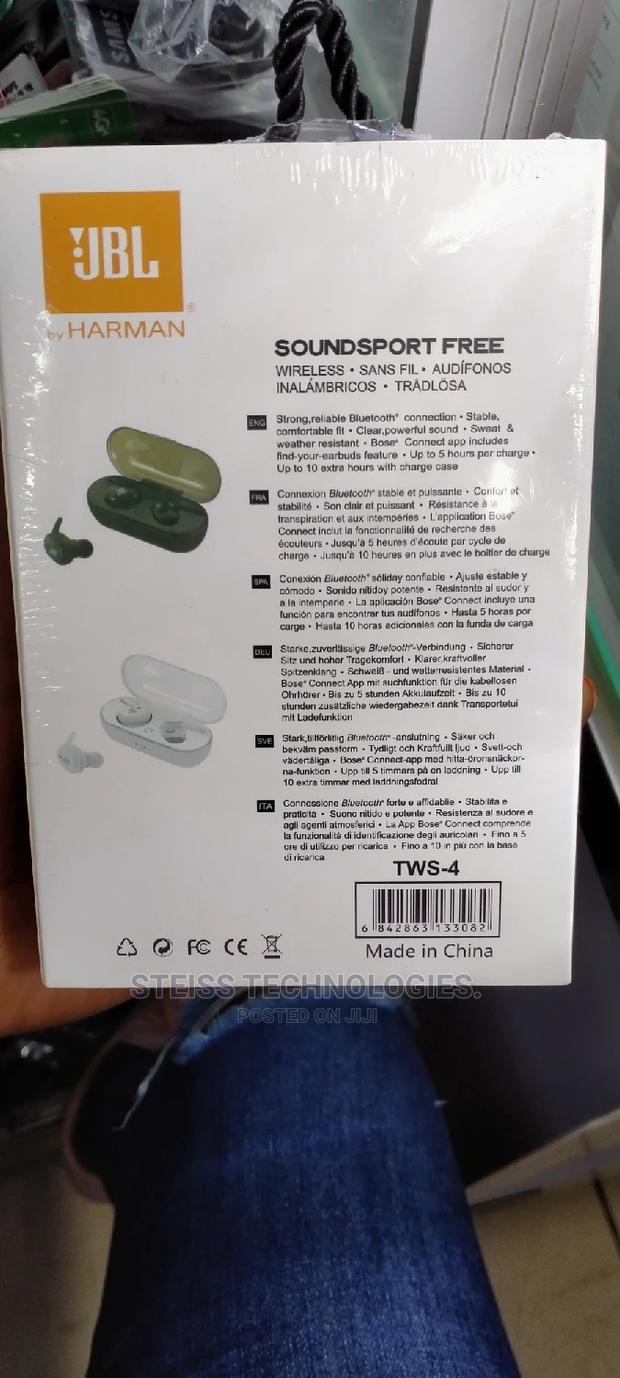 SAMSUNG
JBL
®
by HARMAN
SOUNDSPORT FREE
WIRELESS • SANS FIL • AUDÍFONOS
INALÁMBRICOS • TRÅDLÖSA
ENG
Strong,reliable Bluetooth® connection • Stable,
comfortable fit • Clear,powerful sound • Sweat &
weather resistant • Bose® Connect app includes
find-your-earbuds feature • Up to 5 hours per charge •
Up to 10 extra hours with charge case
FRA
Connexion Bluetooth® stable et puissante • Confort et
stabilité • Son clair et puissant • Résistance à la
transpiration et aux intempéries • L'application Bose®
Connect inclut la fonctionnalité de recherche des
écouteurs • Jusqu'à 5 heures d'écoute par cycle de
charge • Jusqu'à 10 heures en plus avec le boîtier de charge
SPA
Conexión Bluetooth® sóliday confiable • Ajuste estable y
cómodo • Sonido nítidoy potente • Resistente al sudor y
a la intemperie • La aplicación Bose® Connect incluye una
función para encontrar tus audífonos • Hasta 5 horas por
carge • Hasta 10 horas adicionales con la funda de carga
DEU
Starke,zuverlässige Bluetooth®-Verbindung • Sicherer
Sitz und hoher Tragekomfort • Klarer,kraftvoller
Spitzenklang • Schweiß - und wetterresistentes Material •
Bose® Connect App mit suchfunktion für die kabellosen
Ohrhörer • Bis zu 5 stunden Akkulaufzeit • Bis zu 10
stunden zusätzliche wiedergabezeit dank Transportetui
mit Ladefunktion
SVE
Stark,tillförlitlig Bluetooth® -anslutning • Säker och
bekväm passform • Tydligt och Kraftfullt ljud • Svett-och
vädertåliga • Bose® Connect-app med hitta-öronsnäckor-
na-funktion • Upp till 5 timmars på en laddning • Upp till
10 extra timmar med laddningsfodral
ITA
Connessione Bluetooth® forte e affidabile • Stabilita e
praticita • Suono nitido e potente • Resistenza al sudore e
agli agenti atmosferici • La App Bose® Connect comprende
la funzionalità di identificazione degli auricolari • Fino a 5
ore di utilizzo per ricarica • Fino a 10 in più con la base
di ricarica
TWS-4
6 842863 133082
FC CE
Made in China
STEISS TECHNOLOGIES.
POSTED ON JIJI